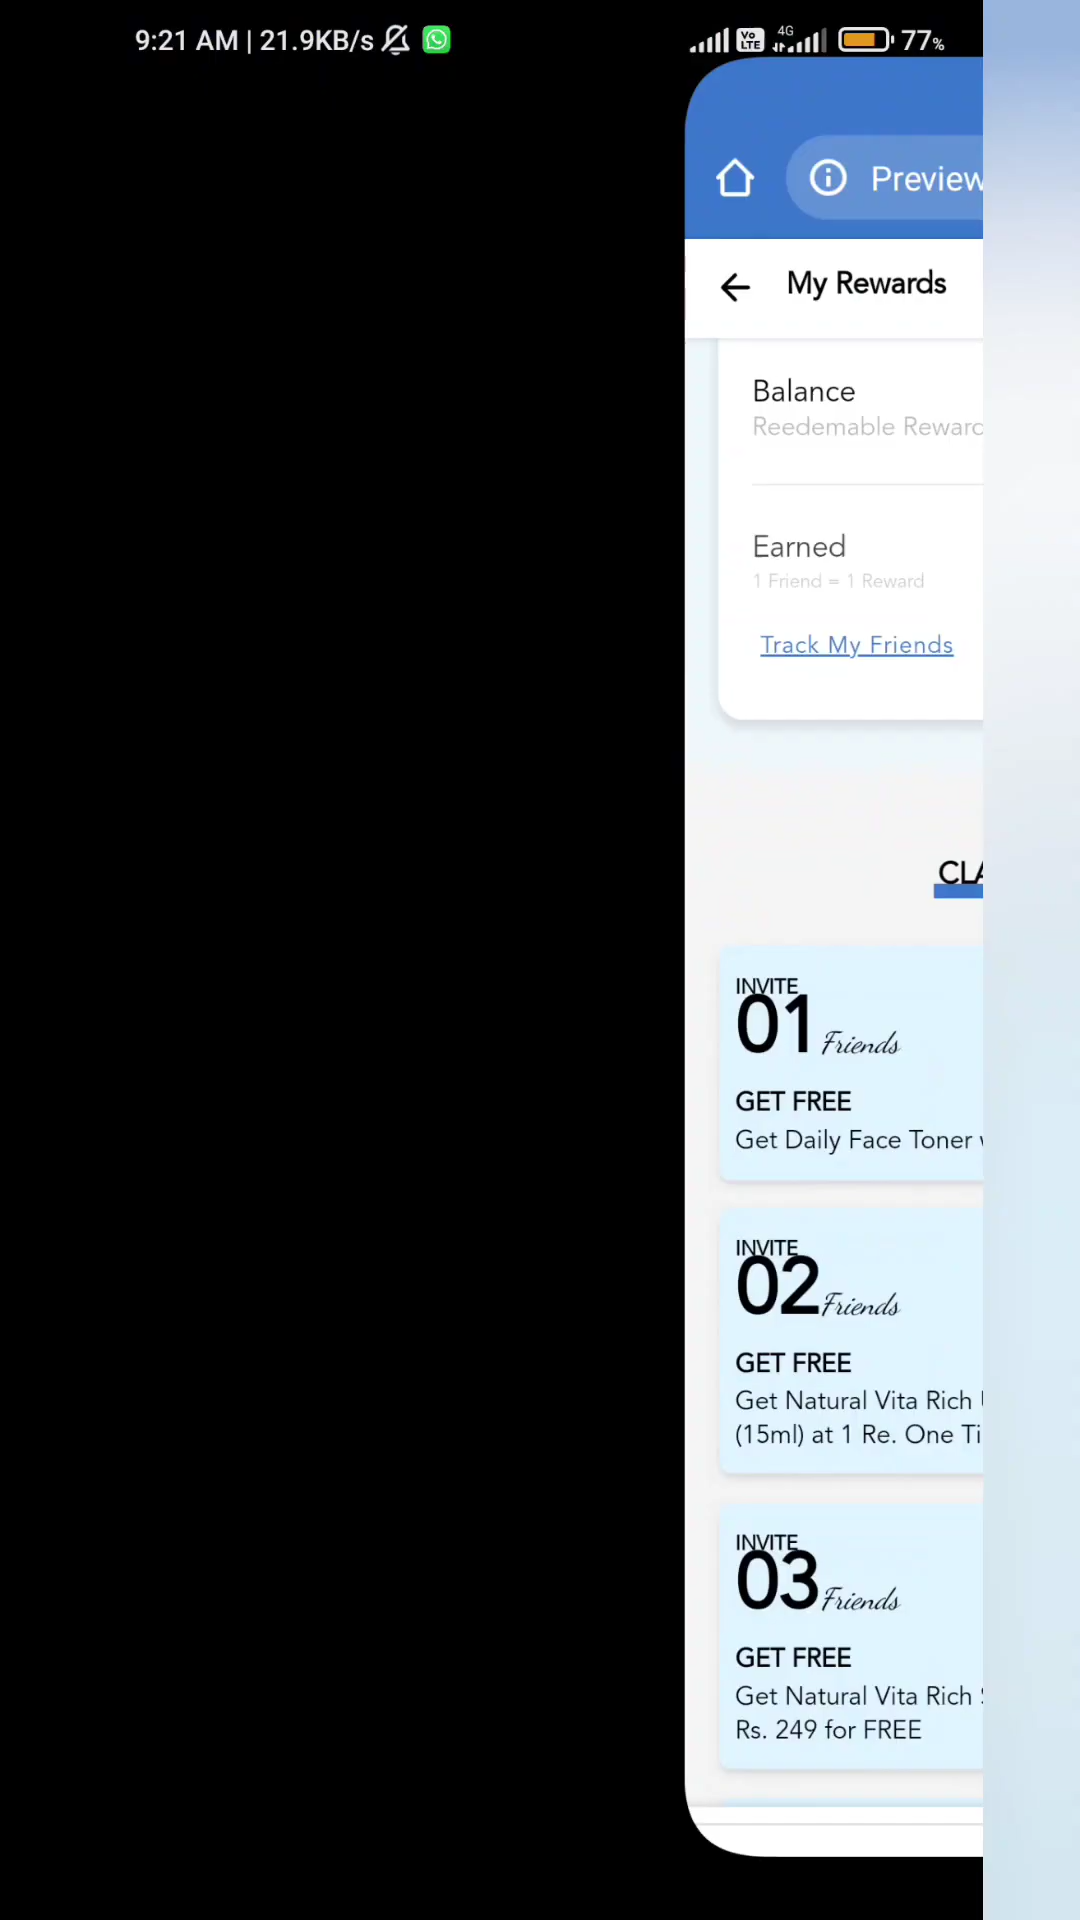 9:21 AM | 21.9KB/s Vo LTE 4G 77%
Preview
My Rewards
Balance
Reedemable
Earned
1 Friend = 1 Reward
Track My Friends
INVITE
01 Friends
GET FREE
Get Daily Face Toner
INVITE
02 Friends
GET FREE
Get Natural Vita Rich
(15ml) at 1 Re. One
INVITE
03 Friends
GET FREE
Get Natural Vita Rich
Rs. 249 for FREE